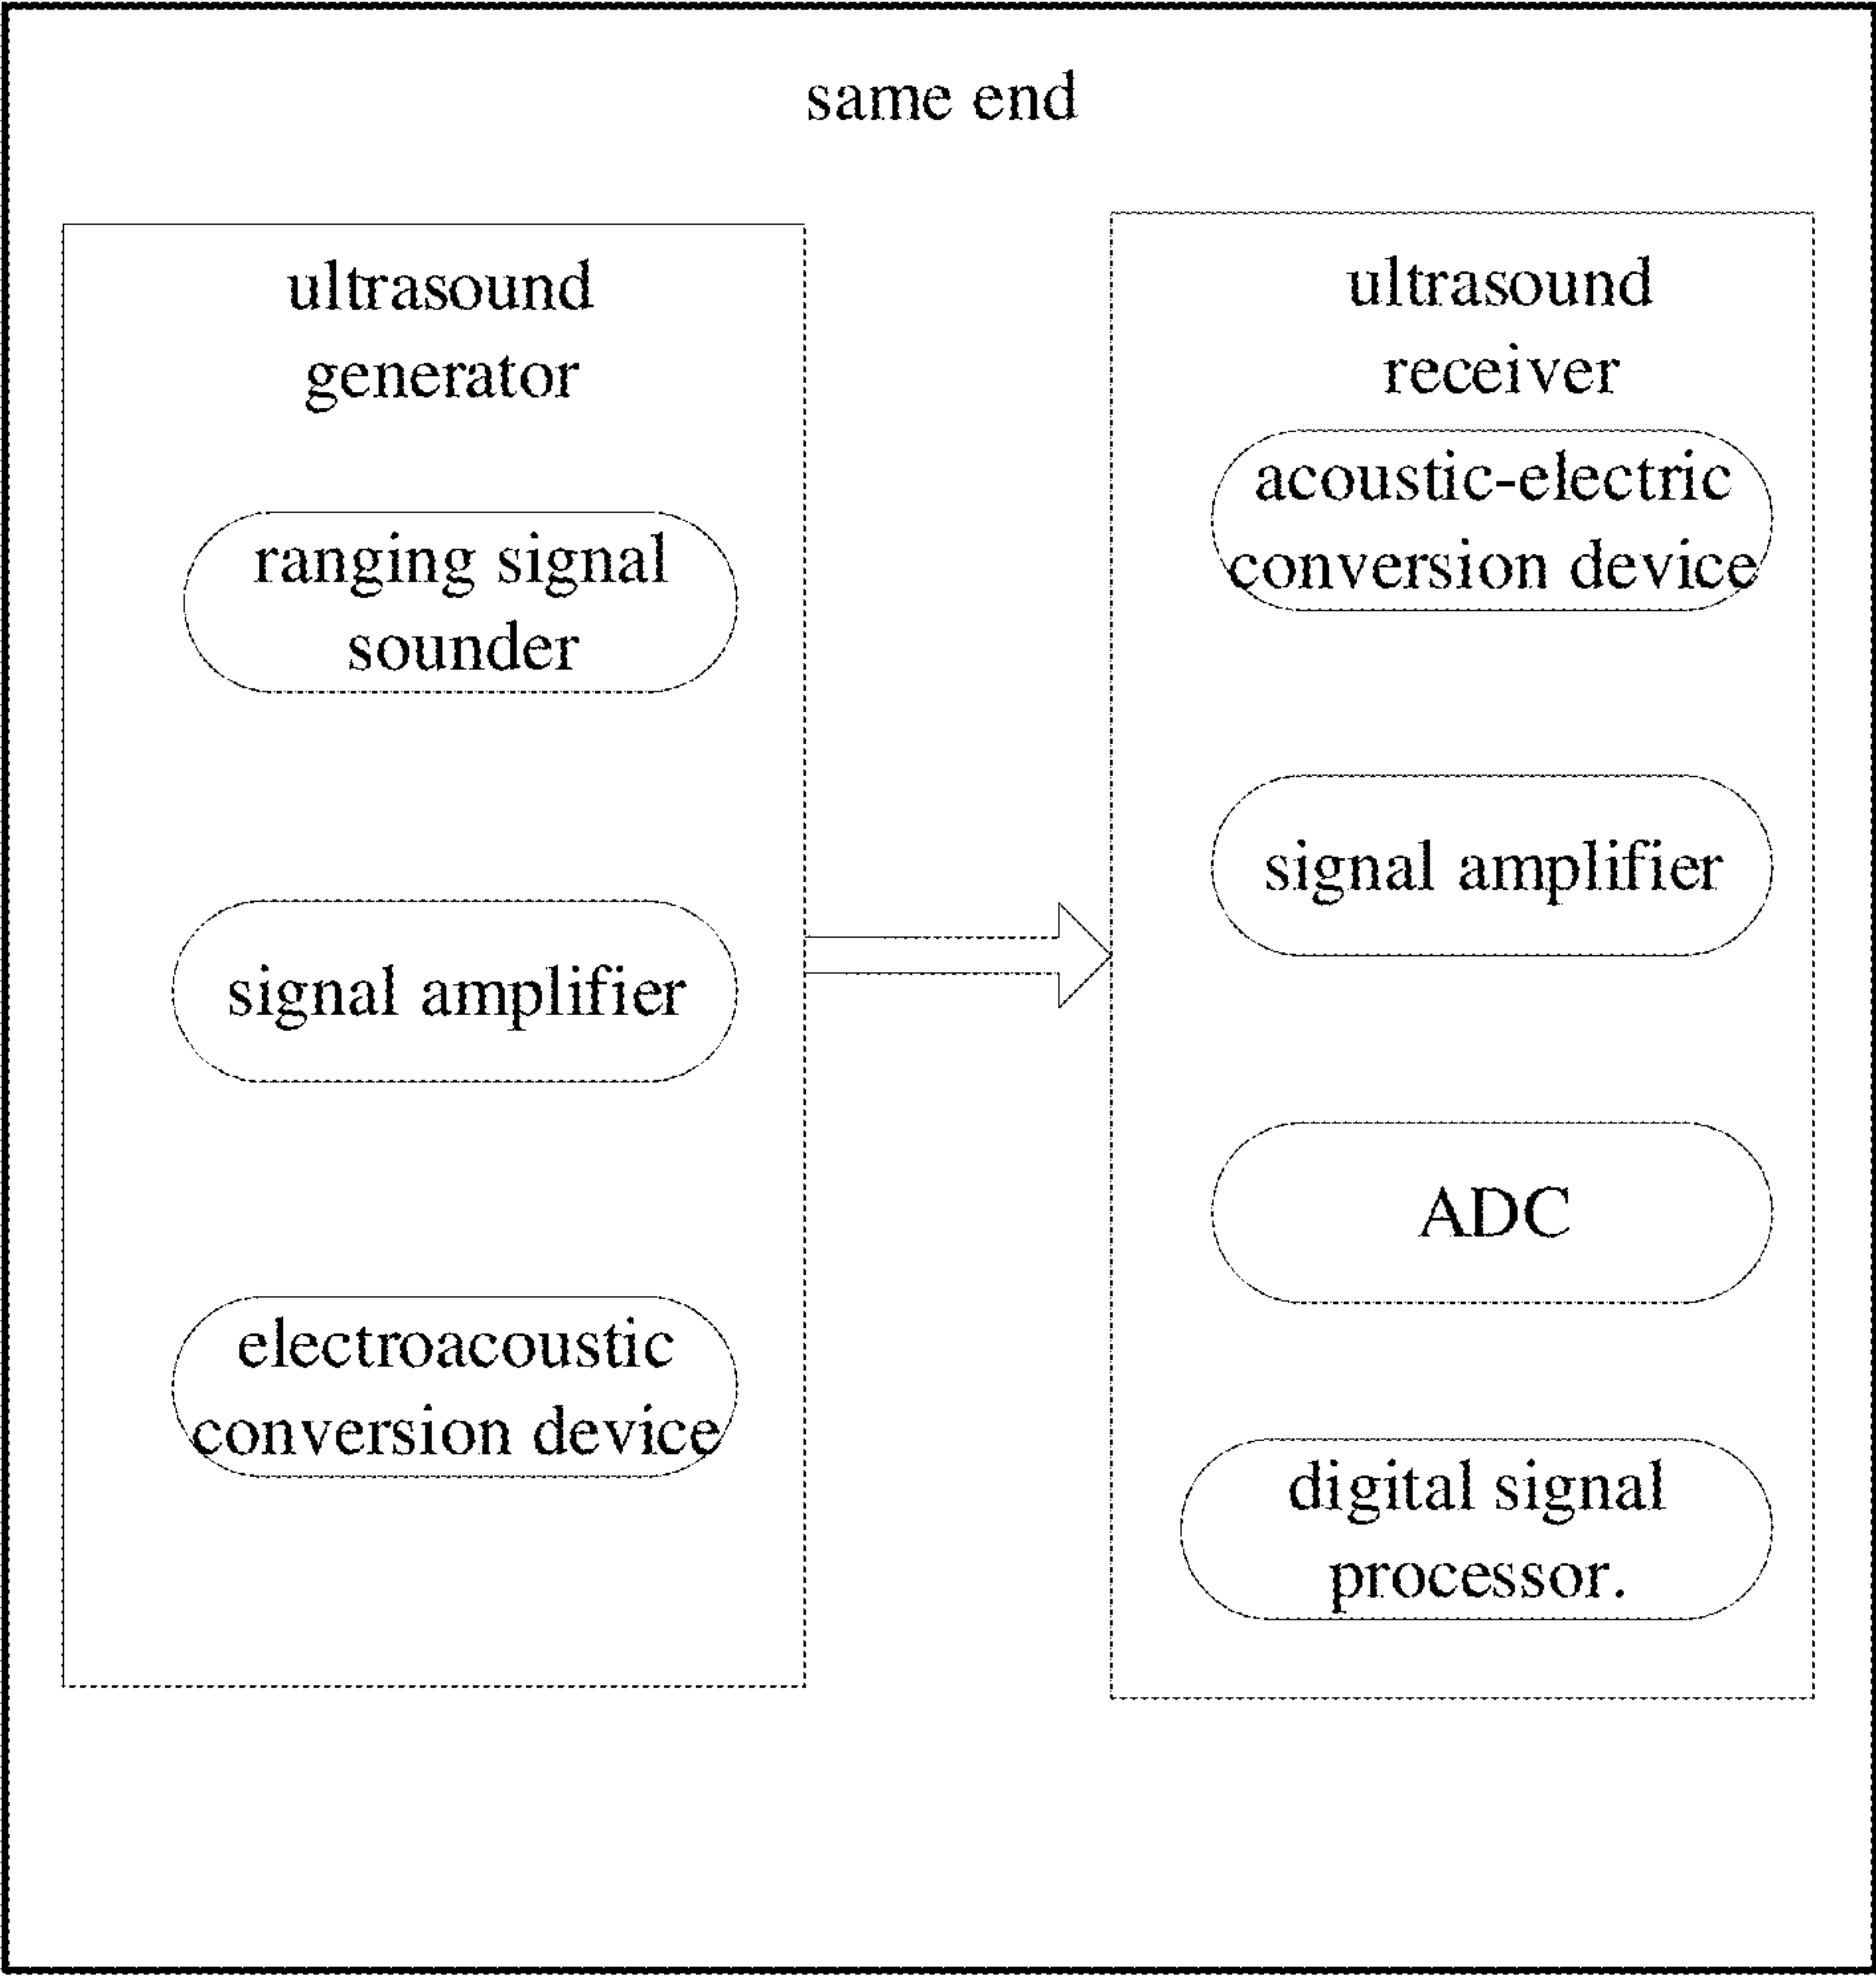 same end
ultrasound
generator
ranging signal
sounder
signal amplifier
electroacoustic
conversion device
ultrasound
receiver
acoustic-electric
conversion device
signal amplifier
ADC
digital signal
processor.